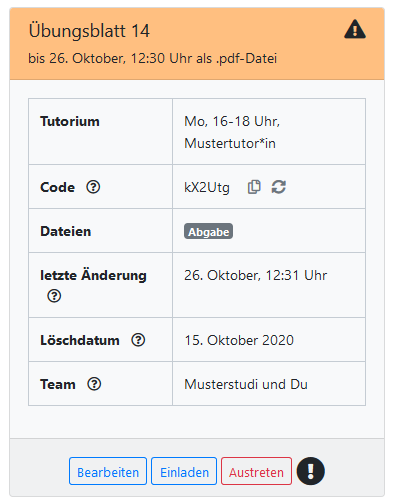 Übungsblatt 14
bis 26. Oktober, 12:30 Uhr als .pdf-Datei
Tutorium
Mo, 16-18 Uhr,
Mustertutor*in
Code
kX2Utg
Dateien
Abgabe
letzte Änderung
26. Oktober, 12:31 Uhr
Löschdatum
15. Oktober 2020
Team
Musterstudi und Du
Bearbeiten Einladen Austreten